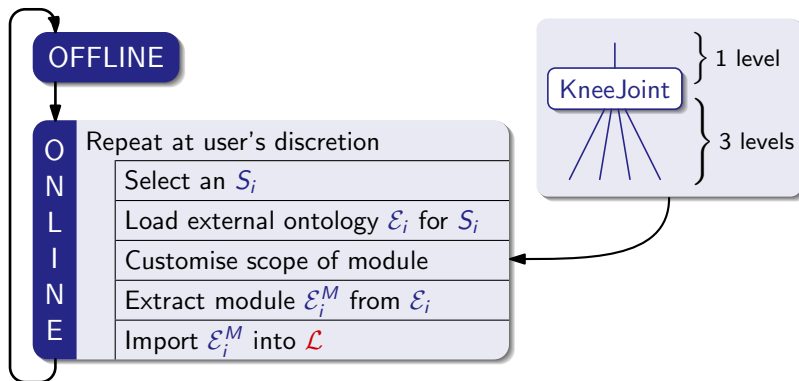 OFFLINE
ONLINE
Repeat at user's discretion
Select an Sᵢ
Load external ontology ℰᵢ for Sᵢ
Customise scope of module
Extract module ℰᵢᴹ from ℰᵢ
Import ℰᵢᴹ into ℒ
1 level
KneeJoint
3 levels